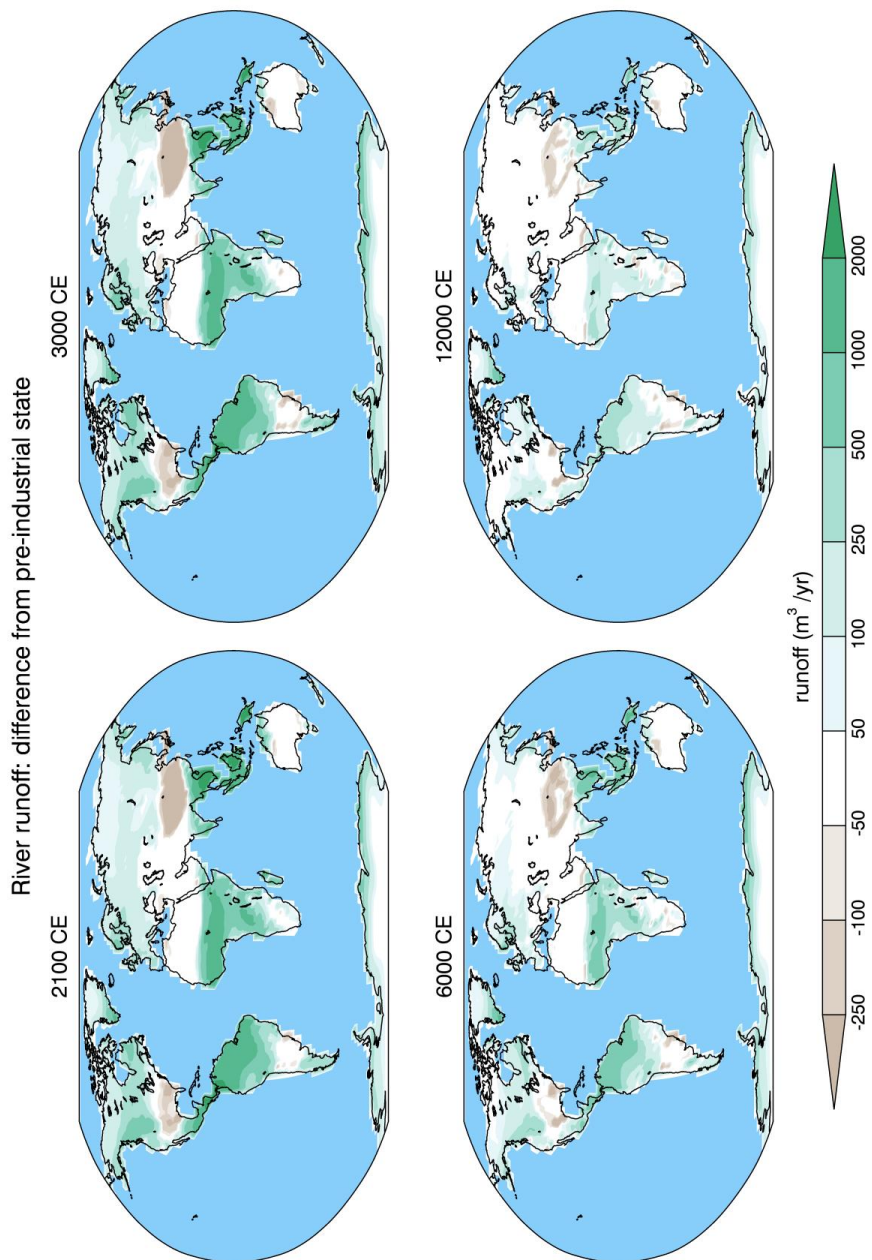 River runoff: difference from pre-industrial state
2100 CE
3000 CE
6000 CE
12000 CE
runoff (m³ /yr)
-250 -100 -50 50 100 250 500 1000 2000